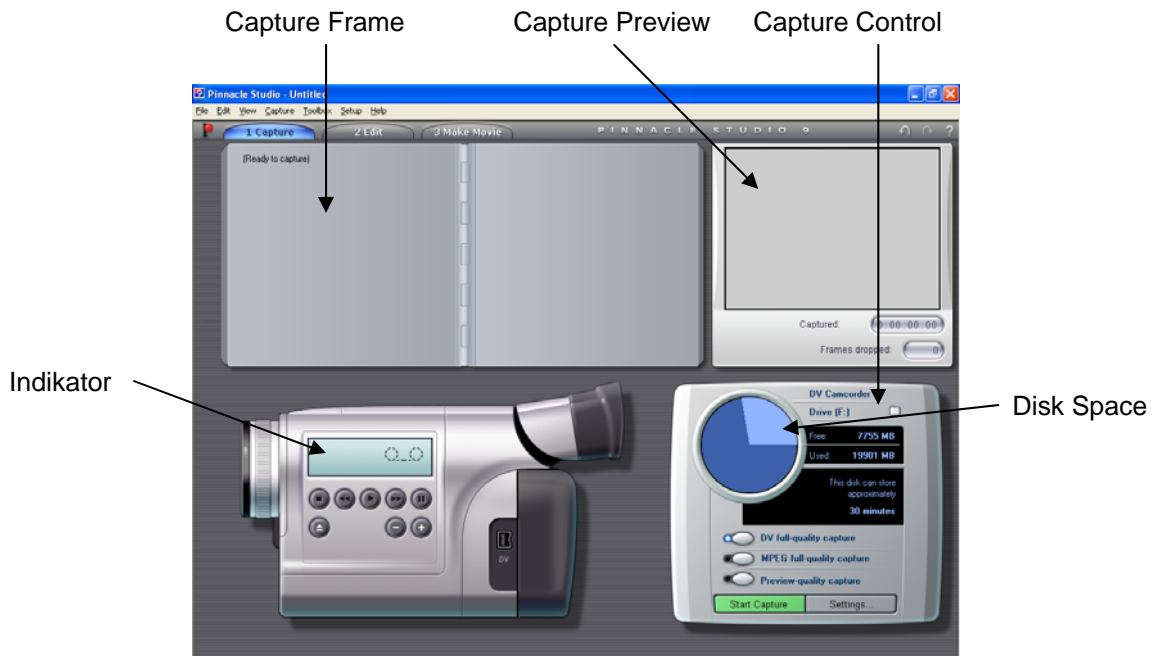 Capture Frame
Capture Preview
Capture Control
Pinnacle Studio - Untitled
File Edit View Capture Toolbox Setup Help
1 Capture
2 Edit
3 Make Movie
PINNACLE STUDIO 9
(Ready to capture)
Captured: 0:00:00:00
Frames dropped: 0
Indikator
Disk Space
DV Camcorder
Drive (F:)
Free: 7755 MB
Used: 19901 MB
This disk can store
approximately
30 minutes
DV
DV full-quality capture
MPEG full-quality capture
Preview-quality capture
Start Capture
Settings...